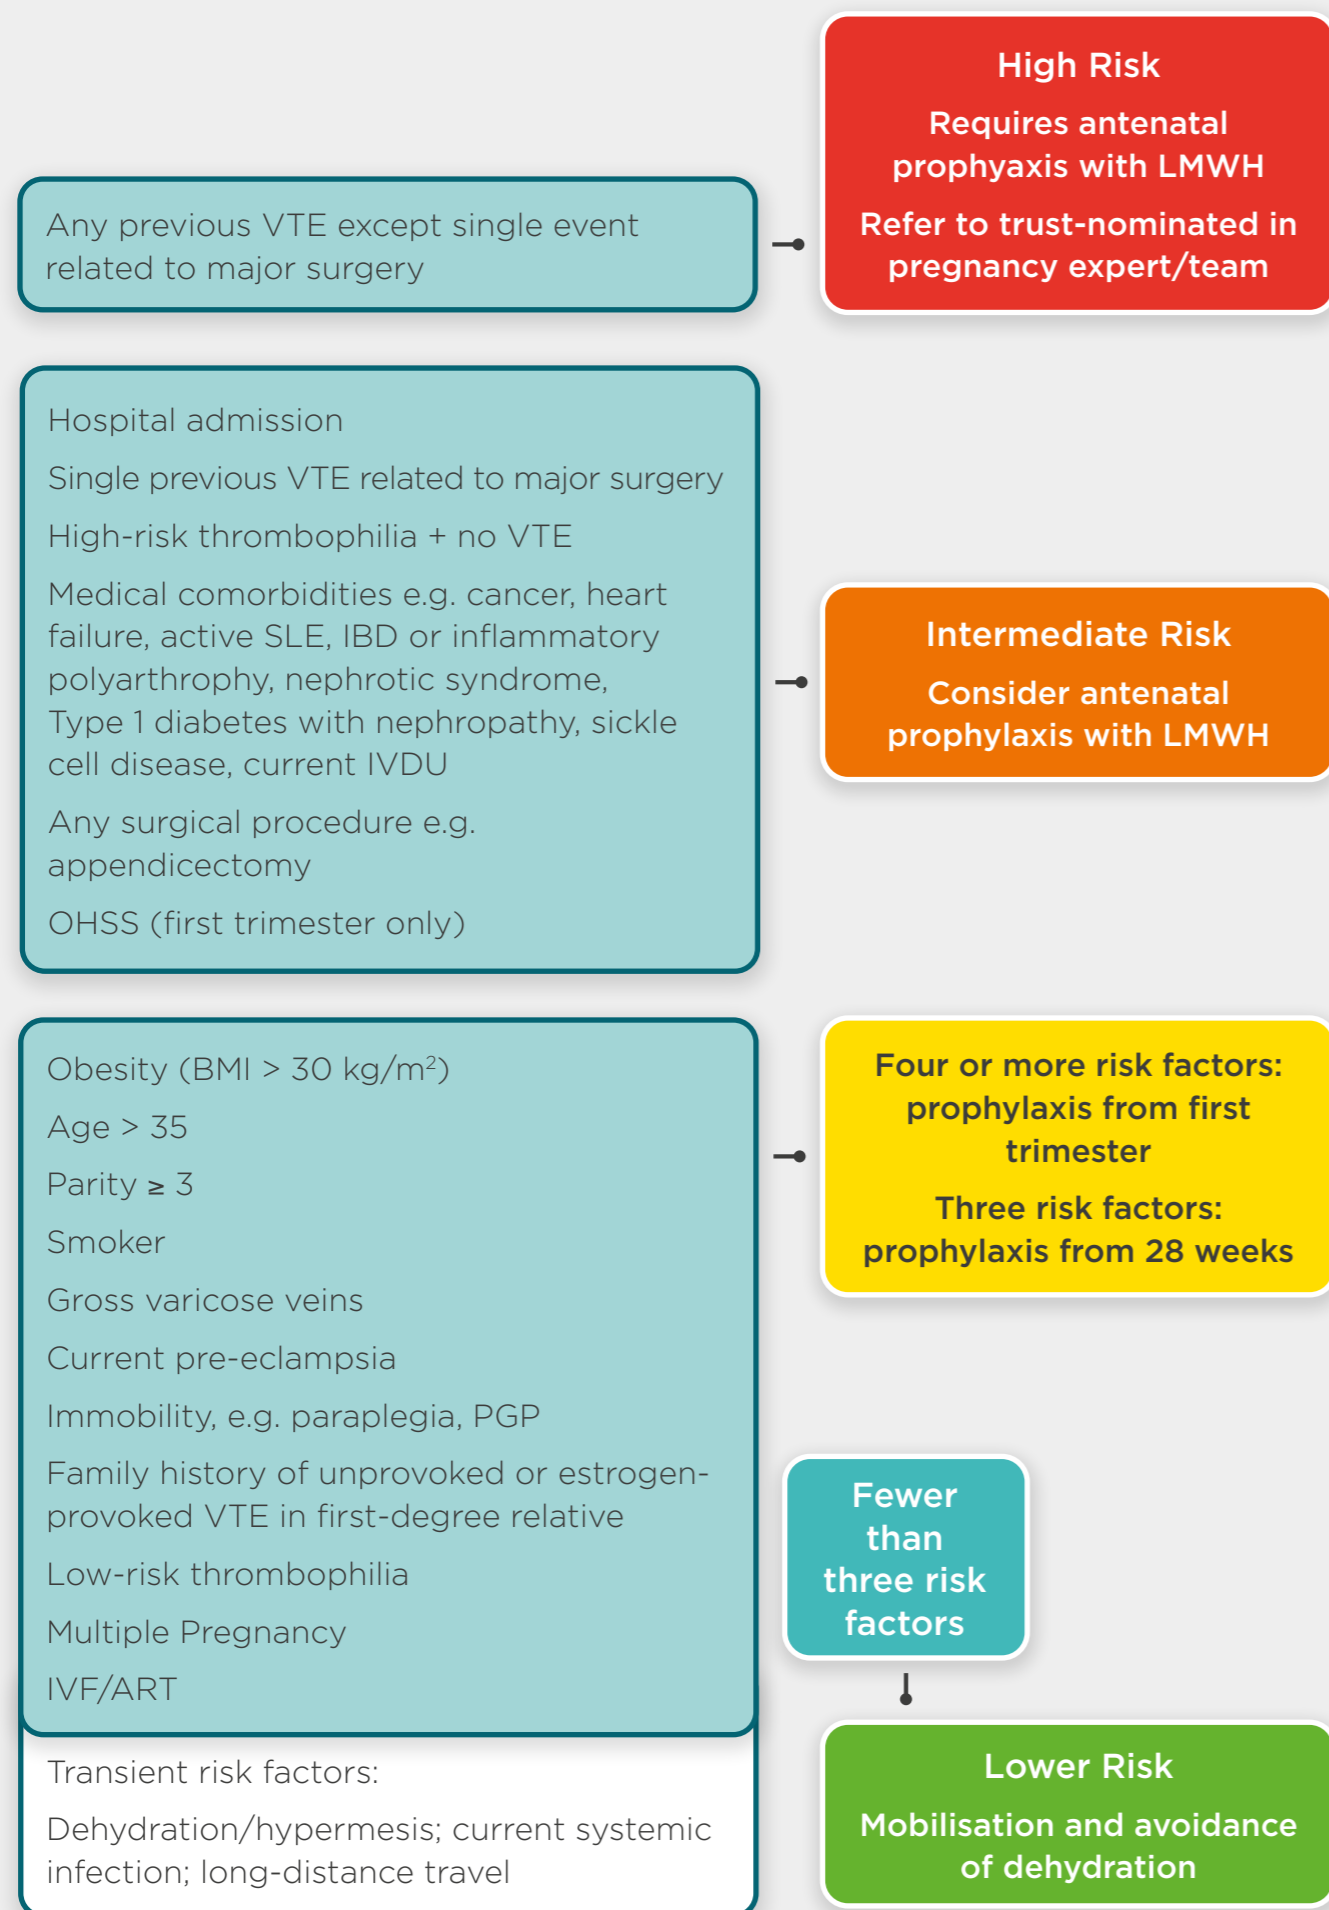 Any previous VTE except single event
related to major surgery
High Risk
Requires antenatal
prophyaxis with LMWH
Refer to trust-nominated in
pregnancy expert/team
Hospital admission
Single previous VTE related to major surgery
High-risk thrombophilia + no VTE
Medical comorbidities e.g. cancer, heart
failure, active SLE, IBD or inflammatory
polyarthrophy, nephrotic syndrome,
Type 1 diabetes with nephropathy, sickle
cell disease, current IVDU
Any surgical procedure e.g.
appendicectomy
OHSS (first trimester only)
Intermediate Risk
Consider antenatal
prophylaxis with LMWH
Obesity (BMI > 30 kg/m²)
Age > 35
Parity ≥ 3
Smoker
Gross varicose veins
Current pre-eclampsia
Immobility, e.g. paraplegia, PGP
Family history of unprovoked or estrogen-
provoked VTE in first-degree relative
Low-risk thrombophilia
Multiple Pregnancy
IVF/ART
Transient risk factors:
Dehydration/hypermesis; current systemic
infection; long-distance travel
Four or more risk factors:
prophylaxis from first
trimester
Three risk factors:
prophylaxis from 28 weeks
Fewer
than
three risk
factors
Lower Risk
Mobilisation and avoidance
of dehydration